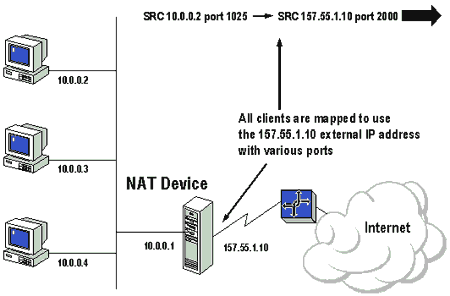 SRC 10.0.0.2 port 1025 SRC 157.55.1.10 port 2000
10.0.0.2
All clients are mapped to use
the 157.55.1.10 external IP address
with various ports
10.0.0.3
NAT Device
Internet
10.0.0.1
157.55.1.10
10.0.0.4